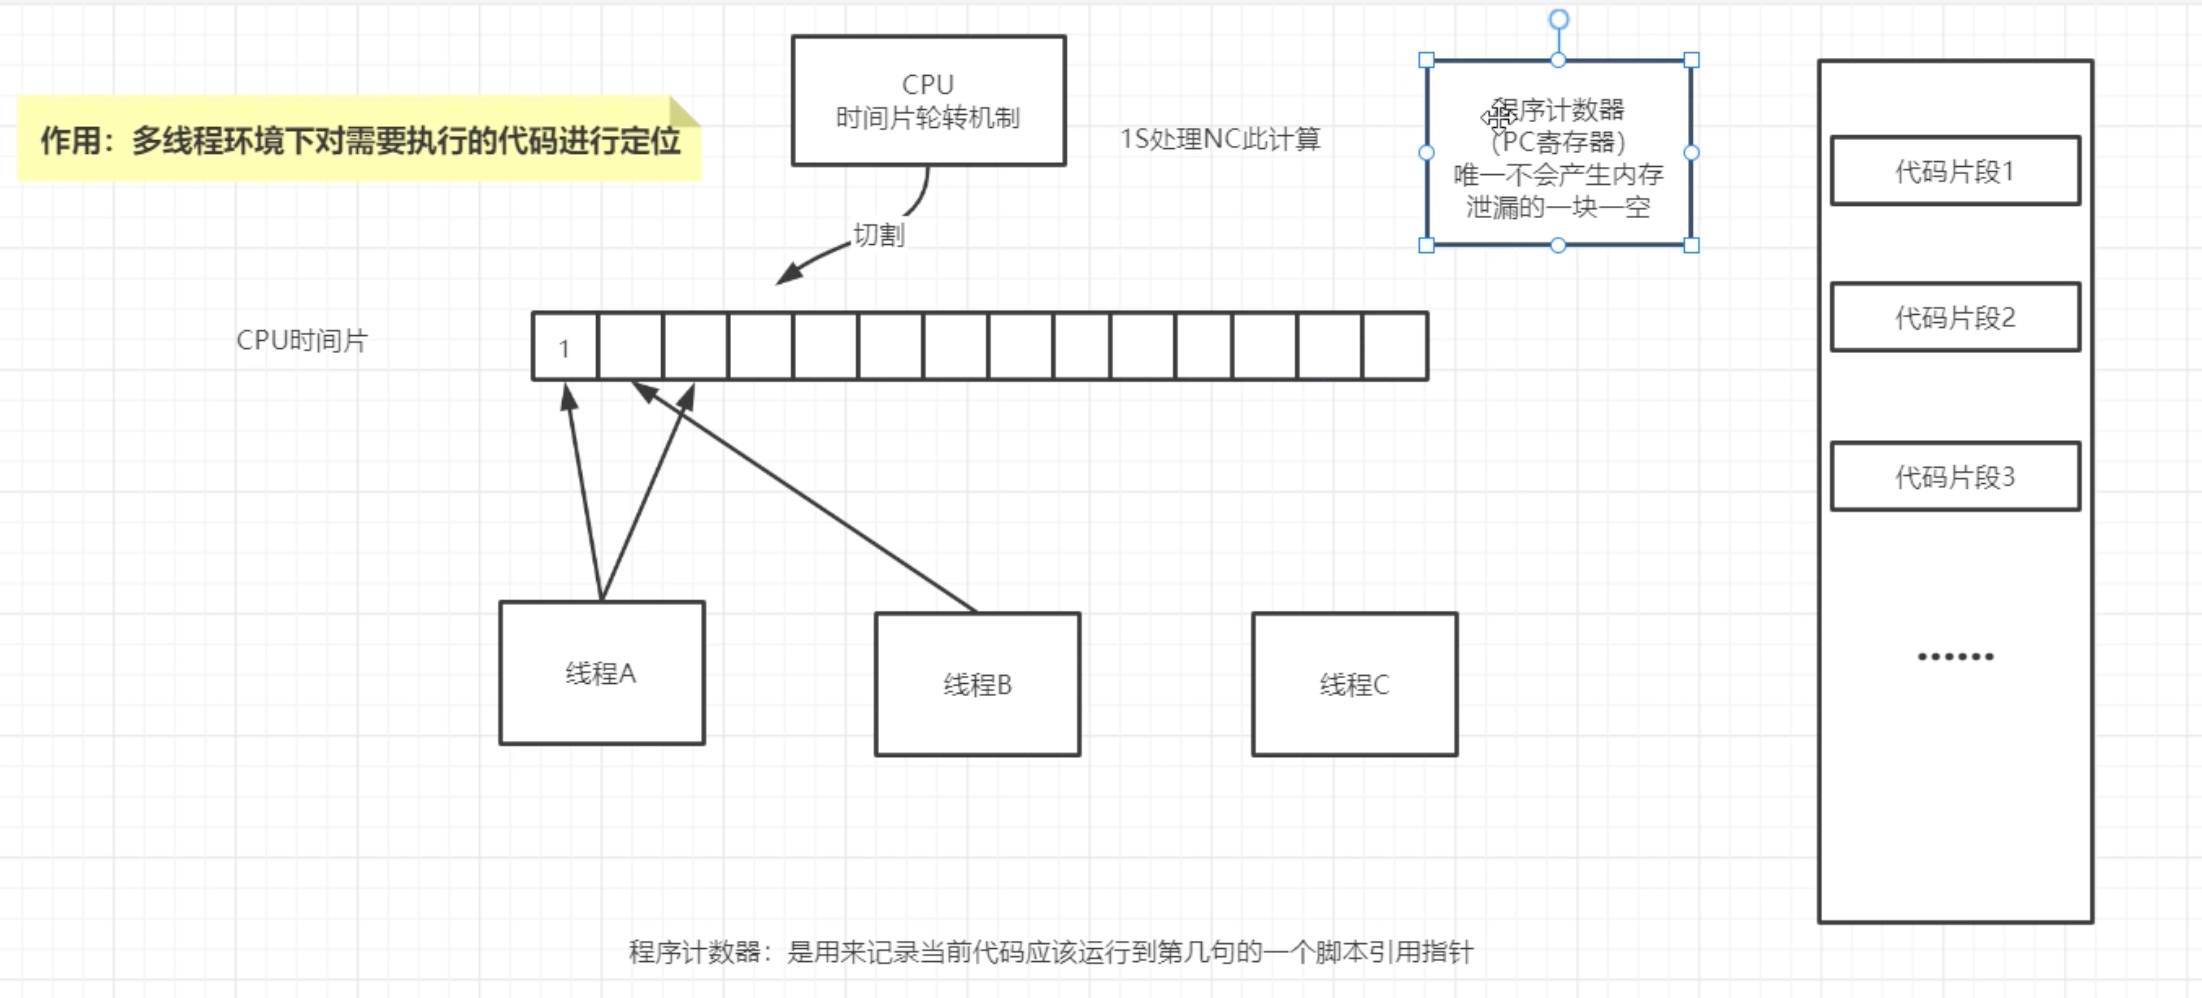 CPU
时间片轮转机制
作用：多线程环境下对需要执行的代码进行定位
1S处理NC此计算
程序计数器
（PC寄存器）
唯一不会产生内存
泄漏的一块一空
代码片段1
切割
代码片段2
CPU时间片
1
代码片段3
······
线程A
线程B
线程C
程序计数器：是用来记录当前代码应该运行到第几句的一个脚本引用指针